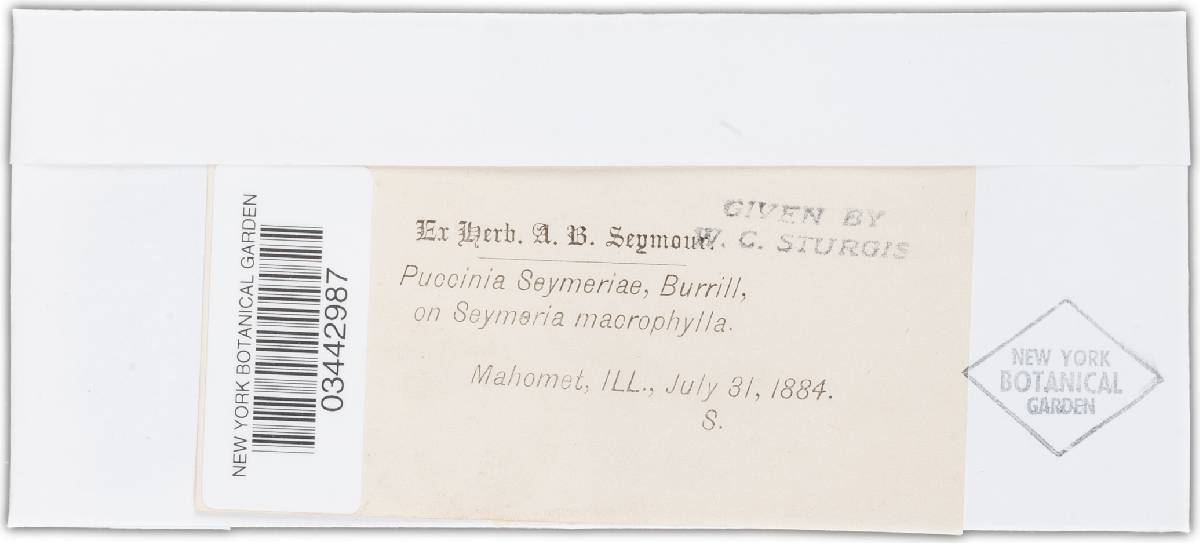 NEW YORK BOTANICAL GARDEN
03442987
Ex Herb. A. B. Seymour.
GIVEN BY
W. C. STURGIS
Puccinia Seymeriae, Burrill,
on Seymeria macrophylla.
Mahomet, ILL., July 31, 1884.
S.
NEW YORK
BOTANICAL
GARDEN